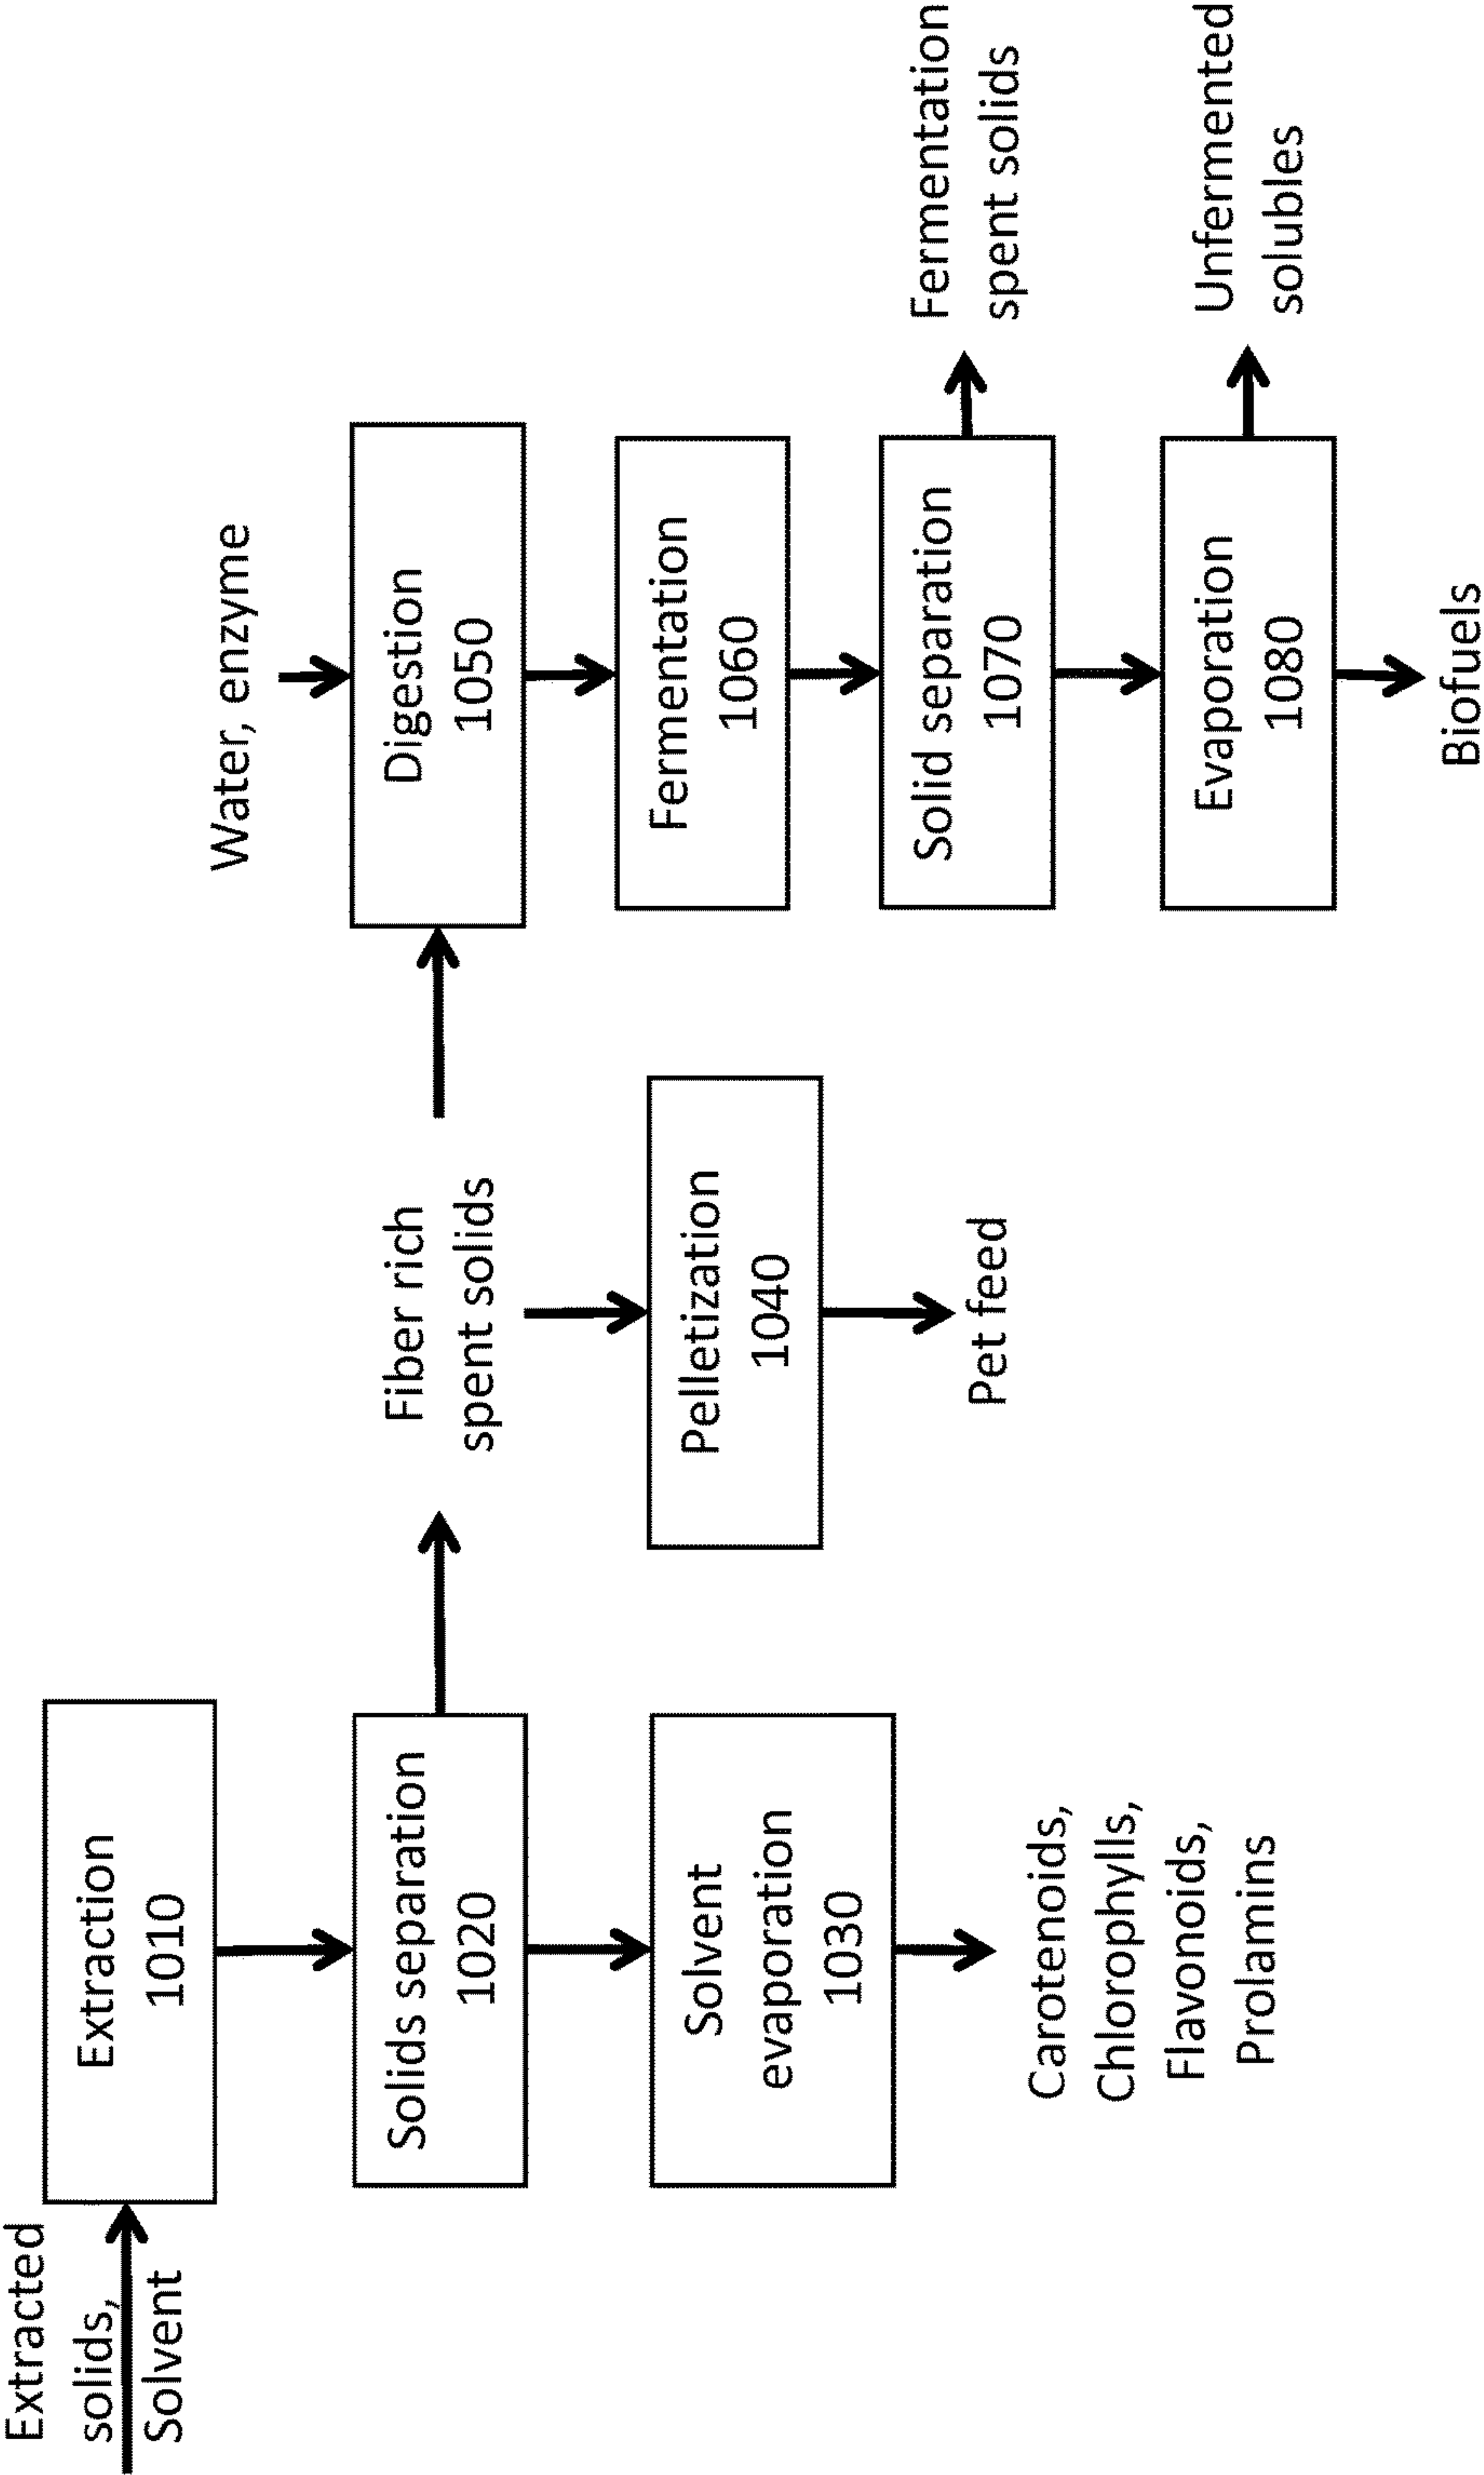 Extracted
solids,
Solvent
Extraction
1010
Solids separation
1020
Solvent
evaporation
1030
Carotenoids,
Chlorophylls,
Flavonoids,
Prolamins
Fiber rich
spent solids
Pelletization
1040
Pet feed
Water, enzyme
Digestion
1050
Fermentation
1060
Solid separation
1070
Fermentation
spent solids
Evaporation
1080
Unfermented
solubles
Biofuels